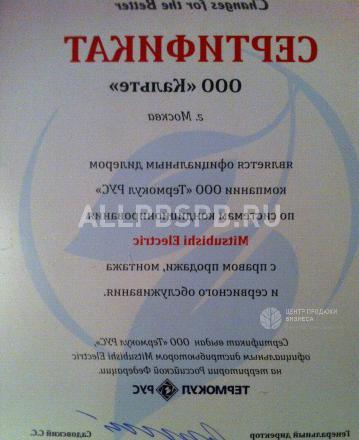 Changes for the Better
СЕРТИФИКАТ
ООО «Кальте»
г. Москва
является официальным дилером
компании ООО «Термокул РУС»
по системам кондиционирования
Mitsubishi Electric
с правом продажи, монтажа
и сервисного обслуживания.
ALLPBSPB.RU
ЦЕНТР ПРОДАЖИ
БИЗНЕСА
Сертификат выдан ООО «Термокул РУС»,
официальным дистрибьютором Mitsubishi Electric
на территории Российской Федерации.
ТЕРМОКУЛ РУС
Генеральный директор
Садовский С.С.